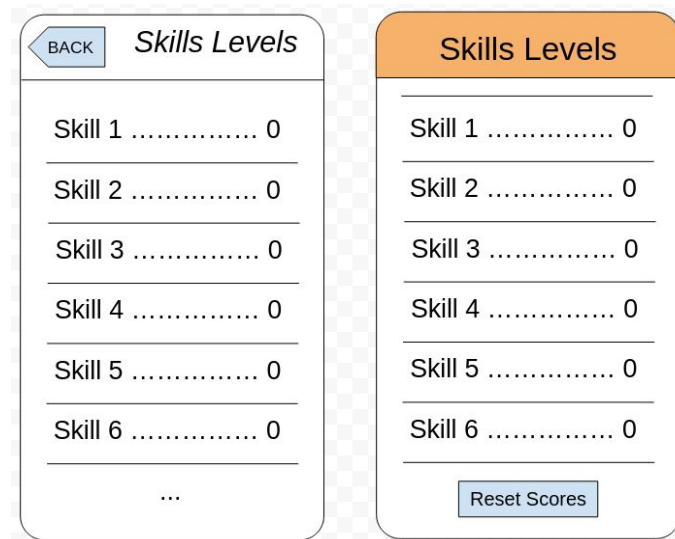 BACK
Skills Levels
Skill 1 …………… 0
Skill 2 …………… 0
Skill 3 …………… 0
Skill 4 …………… 0
Skill 5 …………… 0
Skill 6 …………… 0
...
Skills Levels
Skill 1 …………… 0
Skill 2 …………… 0
Skill 3 …………… 0
Skill 4 …………… 0
Skill 5 …………… 0
Skill 6 …………… 0
Reset Scores